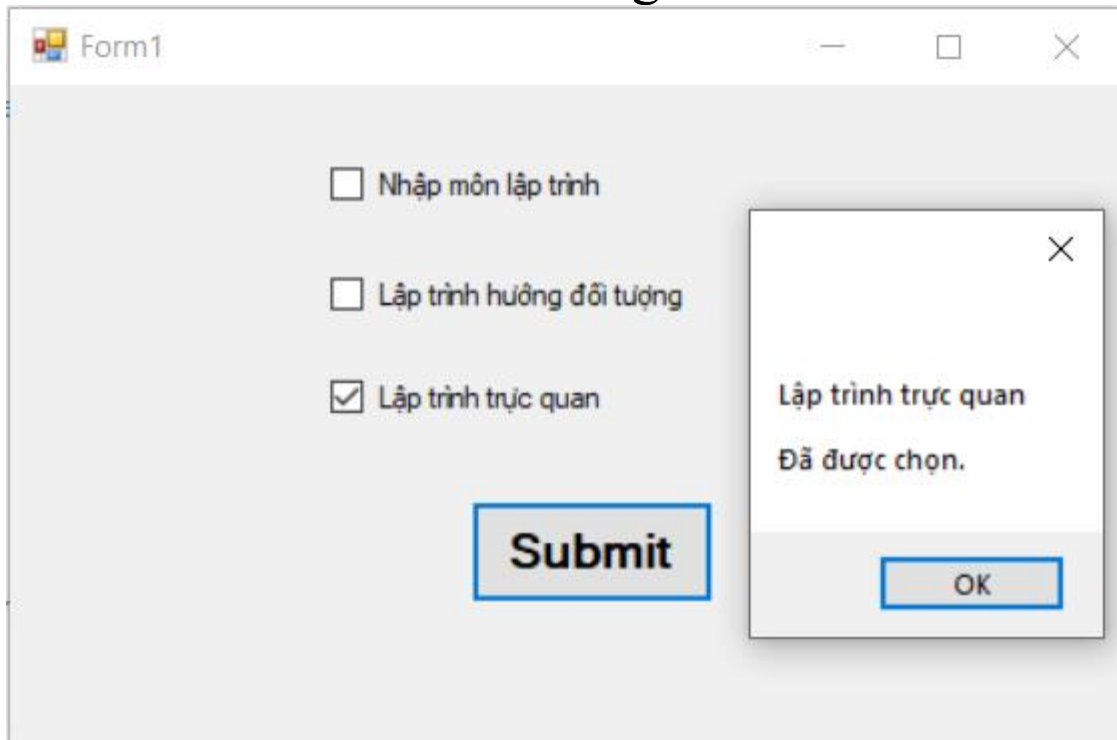 Form1
Nhập môn lập trình
Lập trình hướng đối tượng
Lập trình trực quan
Submit
Lập trình trực quan
Đã được chọn.
OK